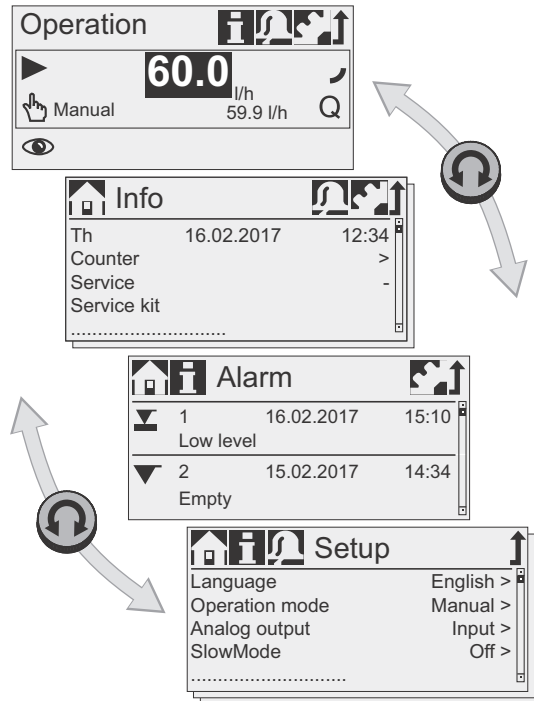 Operation
60.0 l/h
Manual 59.9 l/h Q
Info
Th 16.02.2017 12:34
Counter >
Service -
Service kit
............................
Alarm
1 16.02.2017 15:10
Low level
2 15.02.2017 14:34
Empty
Setup
Language English >
Operation mode Manual >
Analog output Input >
SlowMode Off >
............................